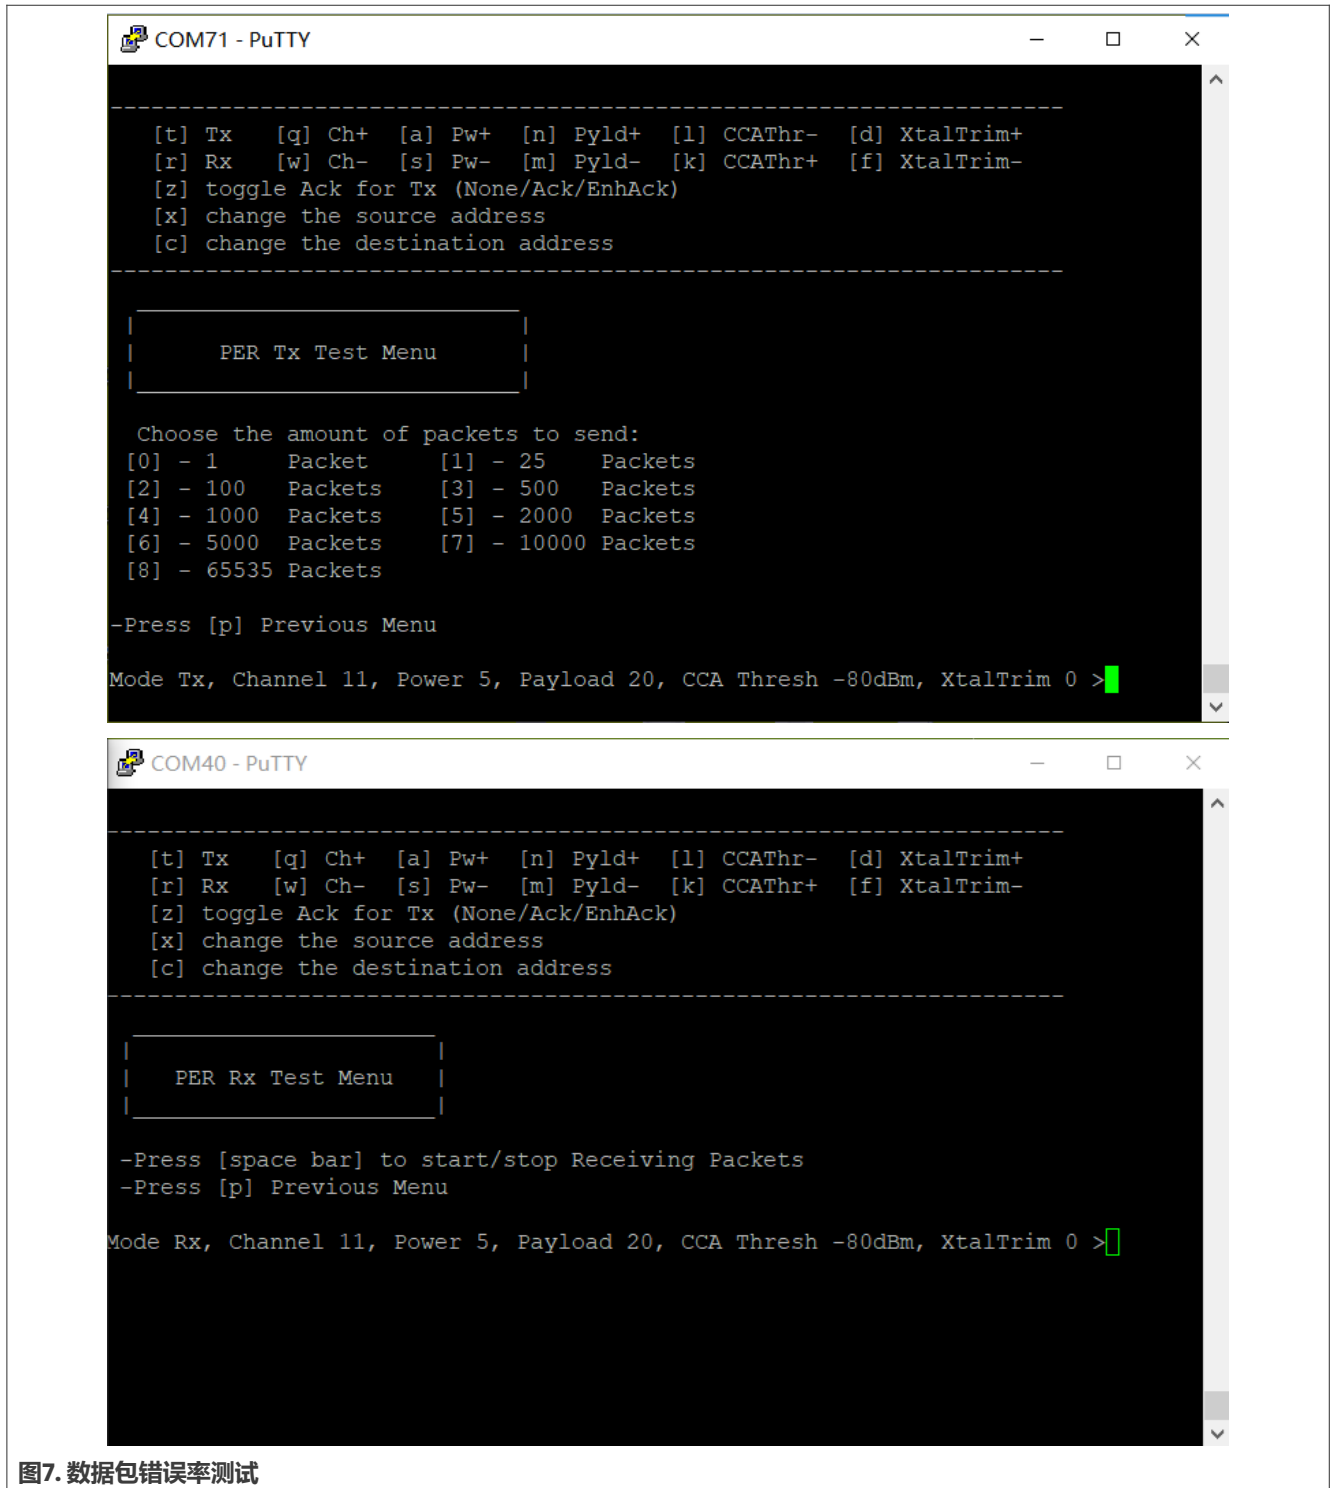 COM71 - PuTTY
----------------------------------------------------------------------
[t] Tx [q] Ch+ [a] Pw+ [n] Pyld+ [l] CCAThr- [d] XtalTrim+
[r] Rx [w] Ch- [s] Pw- [m] Pyld- [k] CCAThr+ [f] XtalTrim-
[z] toggle Ack for Tx (None/Ack/EnhAck)
[x] change the source address
[c] change the destination address
----------------------------------------------------------------------
PER Tx Test Menu
Choose the amount of packets to send:
[0] - 1 Packet [1] - 25 Packets
[2] - 100 Packets [3] - 500 Packets
[4] - 1000 Packets [5] - 2000 Packets
[6] - 5000 Packets [7] - 10000 Packets
[8] - 65535 Packets
-Press [p] Previous Menu
Mode Tx, Channel 11, Power 5, Payload 20, CCA Thresh -80dBm, XtalTrim 0 >
COM40 - PuTTY
----------------------------------------------------------------------
[t] Tx [q] Ch+ [a] Pw+ [n] Pyld+ [l] CCAThr- [d] XtalTrim+
[r] Rx [w] Ch- [s] Pw- [m] Pyld- [k] CCAThr+ [f] XtalTrim-
[z] toggle Ack for Tx (None/Ack/EnhAck)
[x] change the source address
[c] change the destination address
----------------------------------------------------------------------
PER Rx Test Menu
-Press [space bar] to start/stop Receiving Packets
-Press [p] Previous Menu
Mode Rx, Channel 11, Power 5, Payload 20, CCA Thresh -80dBm, XtalTrim 0 >
图7. 数据包错误率测试